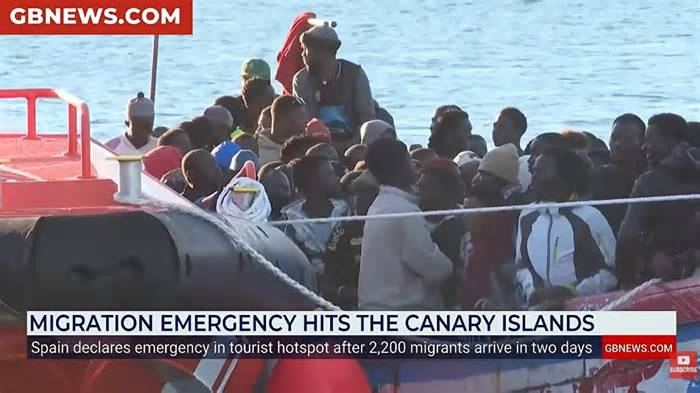 GBNEWS.COM
MIGRATION EMERGENCY HITS THE CANARY ISLANDS
Spain declares emergency in tourist hotspot after 2,200 migrants arrive in two days
GBNEWS.COM
SUBSCRIBE